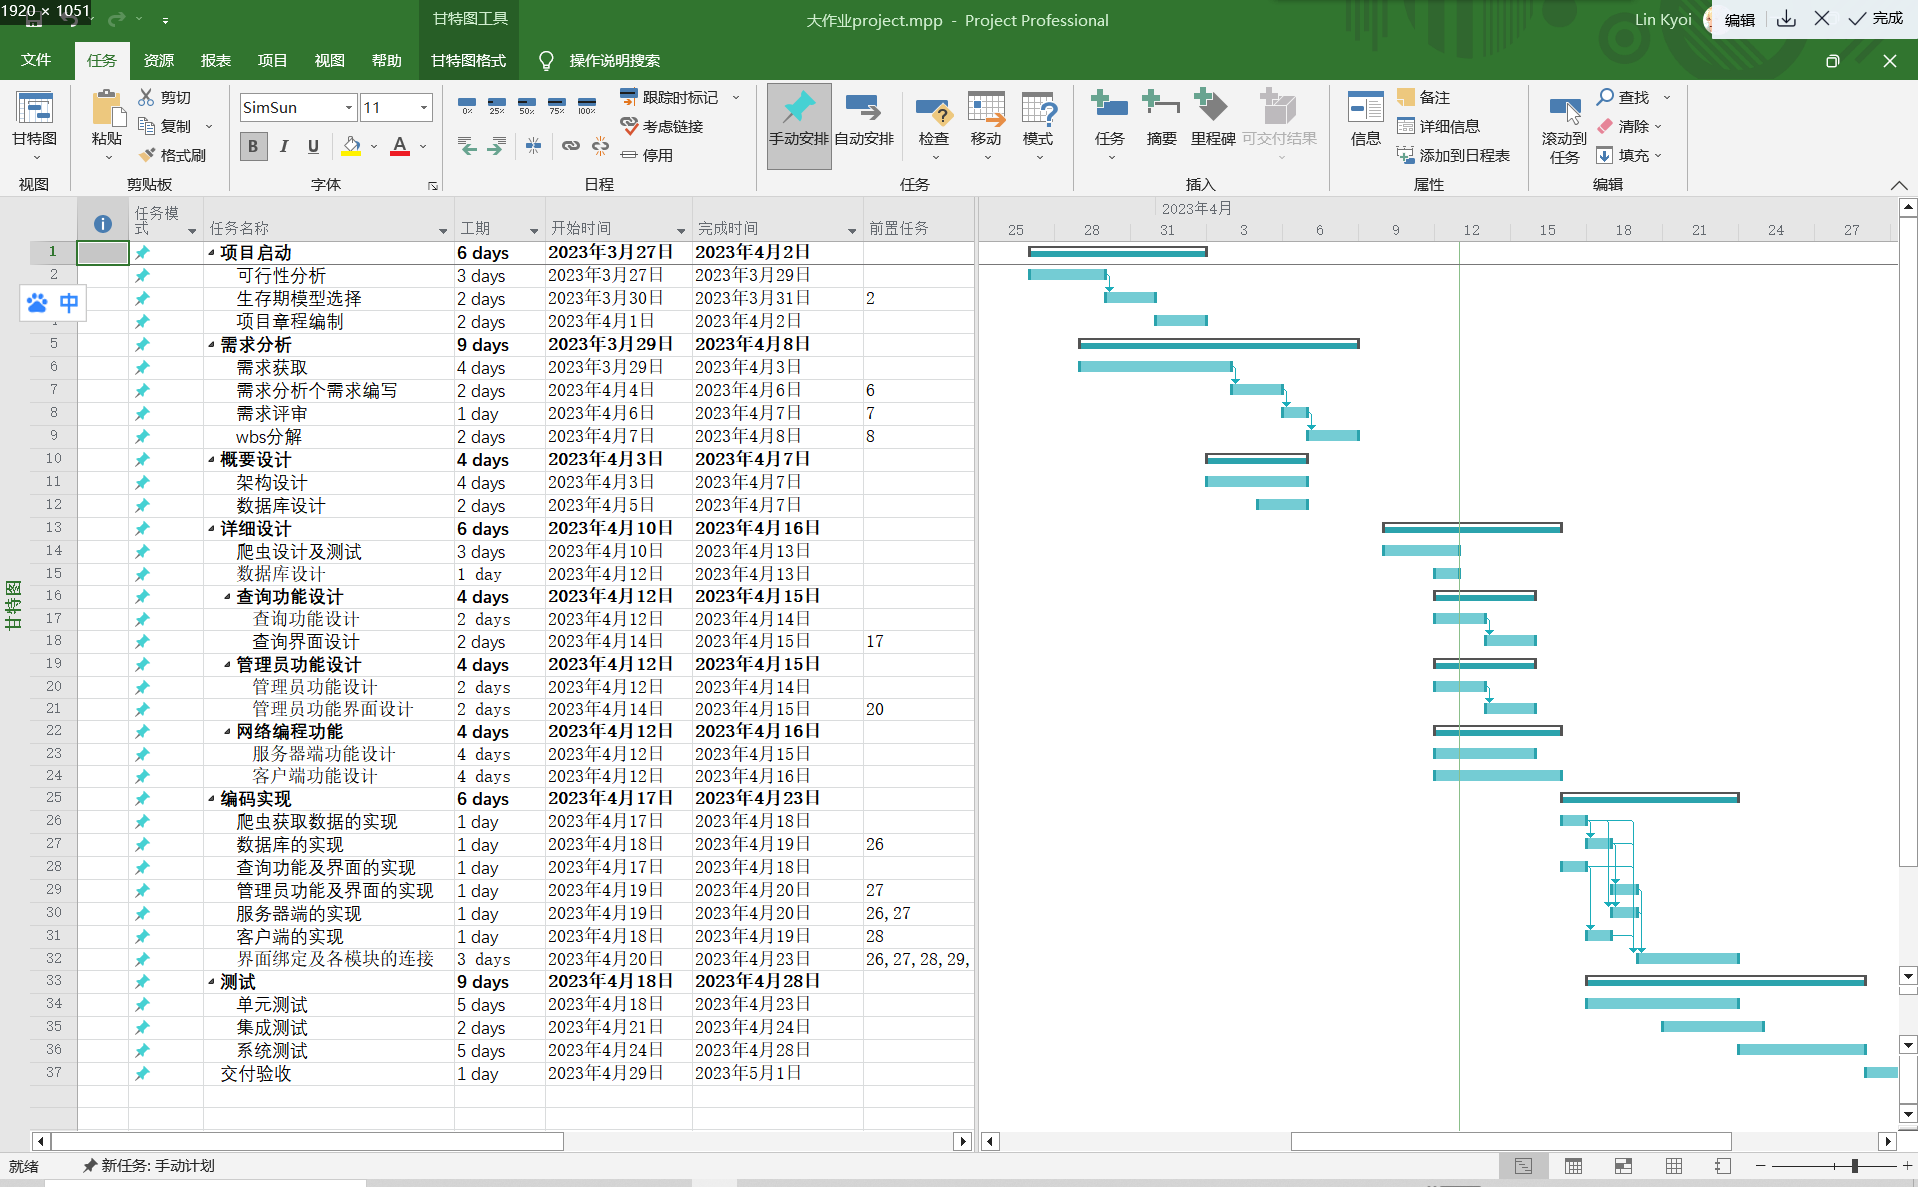 1920 × 1051
甘特图工具
大作业project.mpp - Project Professional
Lin Kyoi
编辑
完成
文件 任务 资源 报表 项目 视图 帮助 甘特图格式 操作说明搜索
甘特图
视图
粘贴
剪切
复制
格式刷
剪贴板
SimSun 11
B I U A
字体
0% 25% 50% 75% 100%
跟踪时标记
考虑链接
停用
日程
手动安排 自动安排 检查 移动 模式
任务
任务 摘要 里程碑 可交付结果
插入
信息
备注
详细信息
添加到日程表
属性
滚动到
任务
查找
清除
填充
编辑
任务模式 任务名称 工期 开始时间 完成时间 前置任务
2023年4月
25 28 31 3 6 9 12 15 18 21 24 27
1 项目启动 6 days 2023年3月27日 2023年4月2日
2 可行性分析 3 days 2023年3月27日 2023年3月29日
生存期模型选择 2 days 2023年3月30日 2023年3月31日 2
项目章程编制 2 days 2023年4月1日 2023年4月2日
中
5 需求分析 9 days 2023年3月29日 2023年4月8日
6 需求获取 4 days 2023年3月29日 2023年4月3日
7 需求分析个需求编写 2 days 2023年4月4日 2023年4月6日 6
8 需求评审 1 day 2023年4月6日 2023年4月7日 7
9 wbs分解 2 days 2023年4月7日 2023年4月8日 8
10 概要设计 4 days 2023年4月3日 2023年4月7日
11 架构设计 4 days 2023年4月3日 2023年4月7日
12 数据库设计 2 days 2023年4月5日 2023年4月7日
13 详细设计 6 days 2023年4月10日 2023年4月16日
14 爬虫设计及测试 3 days 2023年4月10日 2023年4月13日
15 数据库设计 1 day 2023年4月12日 2023年4月13日
16 查询功能设计 4 days 2023年4月12日 2023年4月15日
17 查询功能设计 2 days 2023年4月12日 2023年4月14日
18 查询界面设计 2 days 2023年4月14日 2023年4月15日 17
19 管理员功能设计 4 days 2023年4月12日 2023年4月15日
20 管理员功能设计 2 days 2023年4月12日 2023年4月14日
21 管理员功能界面设计 2 days 2023年4月14日 2023年4月15日 20
22 网络编程功能 4 days 2023年4月12日 2023年4月16日
23 服务器端功能设计 4 days 2023年4月12日 2023年4月15日
24 客户端功能设计 4 days 2023年4月12日 2023年4月16日
25 编码实现 6 days 2023年4月17日 2023年4月23日
26 爬虫获取数据的实现 1 day 2023年4月17日 2023年4月18日
27 数据库的实现 1 day 2023年4月18日 2023年4月19日 26
28 查询功能及界面的实现 1 day 2023年4月17日 2023年4月18日
29 管理员功能及界面的实现 1 day 2023年4月19日 2023年4月20日 27
30 服务器端的实现 1 day 2023年4月19日 2023年4月20日 26,27
31 客户端的实现 1 day 2023年4月18日 2023年4月19日 28
32 界面绑定及各模块的连接 3 days 2023年4月20日 2023年4月23日 26,27,28,29,
33 测试 9 days 2023年4月18日 2023年4月28日
34 单元测试 5 days 2023年4月18日 2023年4月23日
35 集成测试 2 days 2023年4月21日 2023年4月24日
36 系统测试 5 days 2023年4月24日 2023年4月28日
37 交付验收 1 day 2023年4月29日 2023年5月1日
甘特图
就绪 新任务: 手动计划